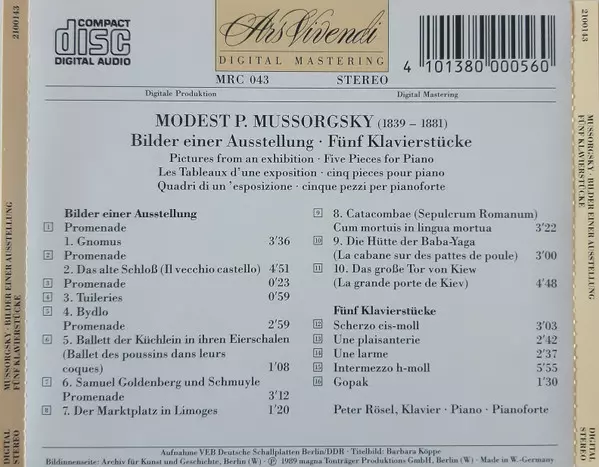 COMPACT
disc
DIGITAL AUDIO
Ars Vivendi
DIGITAL MASTERING
MRC 043 STEREO
4 101380 000560
Digitale Produktion
Digital Mastering
MODEST P. MUSSORGSKY (1839 – 1881)
Bilder einer Ausstellung · Fünf Klavierstücke
Pictures from an exhibition · Five Pieces for Piano
Les Tableaux d'une exposition · cinq pieces pour piano
Quadri di un 'esposizione · cinque pezzi per pianoforte
Bilder einer Ausstellung
1 Promenade
1. Gnomus 3'36
2 Promenade
2. Das alte Schloß (Il vecchio castello) 4'51
3 Promenade 0'23
4 3. Tuileries 0'59
5 4. Bydlo
Promenade 2'59
6 5. Ballett der Küchlein in ihren Eierschalen
(Ballet des poussins dans leurs
coques) 1'08
7 6. Samuel Goldenberg und Schmuyle
Promenade 3'12
8 7. Der Marktplatz in Limoges 1'20
9 8. Catacombae (Sepulcrum Romanum)
Cum mortuis in lingua mortua 3'22
10 9. Die Hütte der Baba-Yaga
(La cabane sur des pattes de poule) 3'00
11 10. Das große Tor von Kiew
(La grande porte de Kiev) 4'48
Fünf Klavierstücke
12 Scherzo cis-moll 3'03
13 Une plaisanterie 2'42
14 Une larme 2'37
15 Intermezzo h-moll 5'55
16 Gopak 1'30
Peter Rösel, Klavier · Piano · Pianoforte
Aufnahme VEB Deutsche Schallplatten Berlin/DDR · Titelbild: Barbara Köppe
Bildinnenseite: Archiv für Kunst und Geschichte, Berlin (W) · Ⓟ 1989 magna Tonträger Produktions GmbH, Berlin (W) · Made in W.-Germany
2100143
MUSSORGSKY · BILDER EINER AUSSTELLUNG
FÜNF KLAVIERSTÜCKE
DIGITAL
STEREO
2100143
MUSSORGSKY · BILDER EINER AUSSTELLUNG
FÜNF KLAVIERSTÜCKE
DIGITAL
STEREO